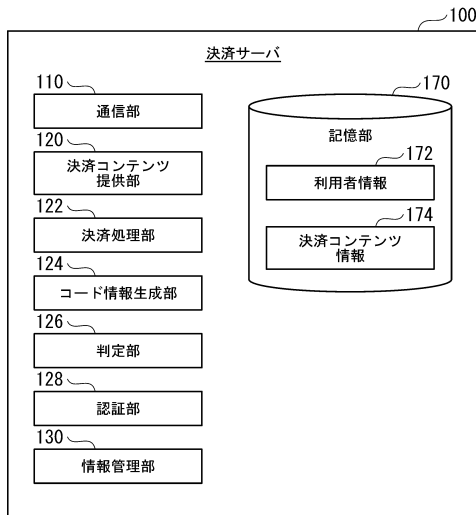 100
決済サーバ
110
通信部
120
決済コンテンツ
提供部
122
決済処理部
124
コード情報生成部
126
判定部
128
認証部
130
情報管理部
170
記憶部
172
利用者情報
174
決済コンテンツ
情報